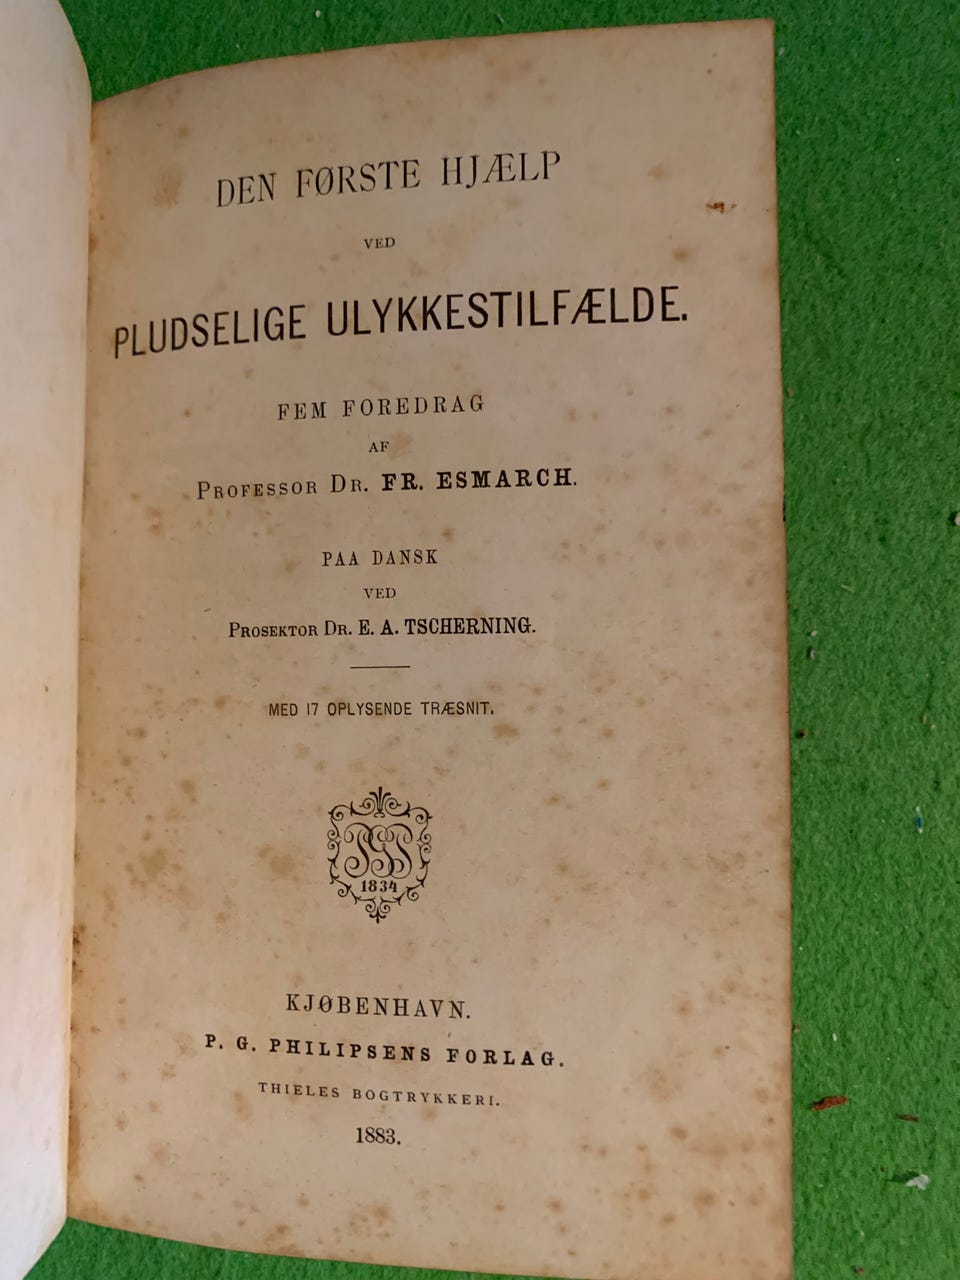 DEN FØRSTE HJÆLP
VED
PLUDSELIGE ULYKKESTILFÆLDE.
FEM FOREDRAG
AF
PROFESSOR DR. FR. ESMARCH.
PAA DANSK
VED
PROSEKTOR DR. E. A. TSCHERNING.
MED 17 OPLYSENDE TRÆSNIT.
1834
KJØBENHAVN.
P. G. PHILIPSENS FORLAG.
THIELES BOGTRYKKERI.
1883.